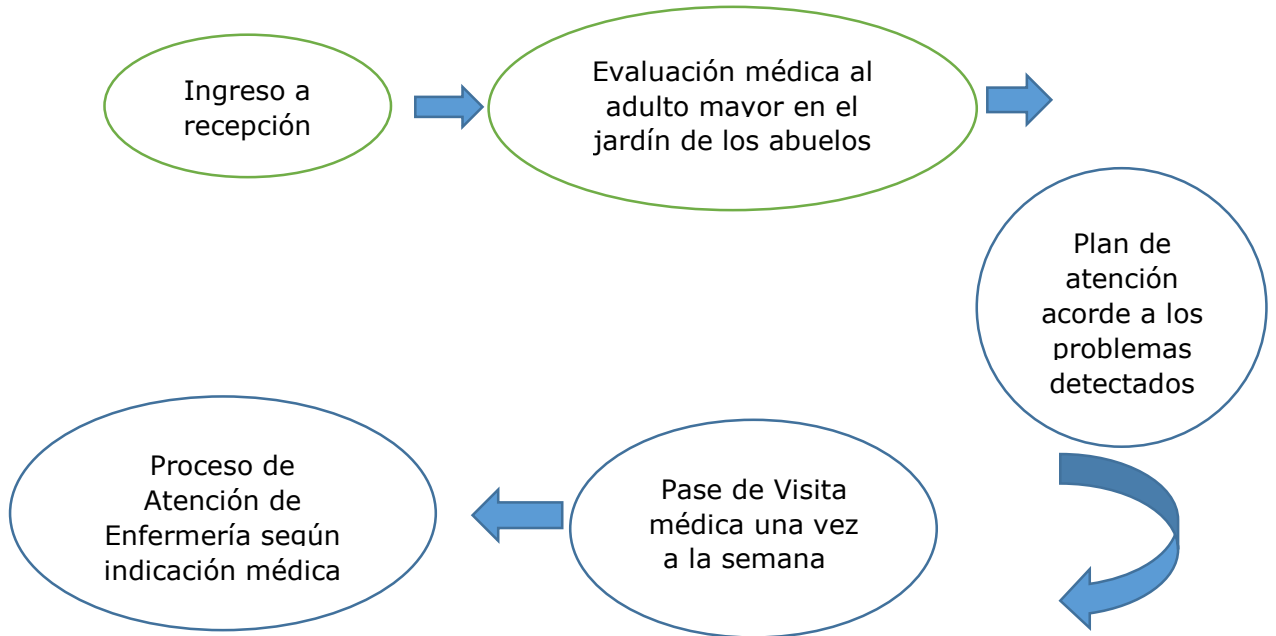 Ingreso a
recepción
Evaluación médica al
adulto mayor en el
jardín de los abuelos
Plan de
atención
acorde a los
problemas
detectados
Pase de Visita
médica una vez
a la semana
Proceso de
Atención de
Enfermería según
indicación médica